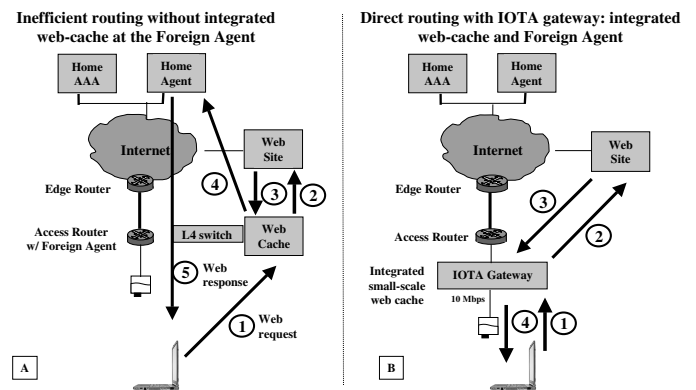 Inefficient routing without integrated
web-cache at the Foreign Agent
Home
AAA
Home
Agent
Internet
Web
Site
4
3
2
Edge Router
Access Router
w/ Foreign Agent
L4 switch
Web
Cache
5
Web
response
1
Web
request
A
Direct routing with IOTA gateway: integrated
web-cache and Foreign Agent
Home
AAA
Home
Agent
Internet
Web
Site
Edge Router
3
2
Access Router
Integrated
small-scale
web cache
IOTA Gateway
10 Mbps
4
1
B